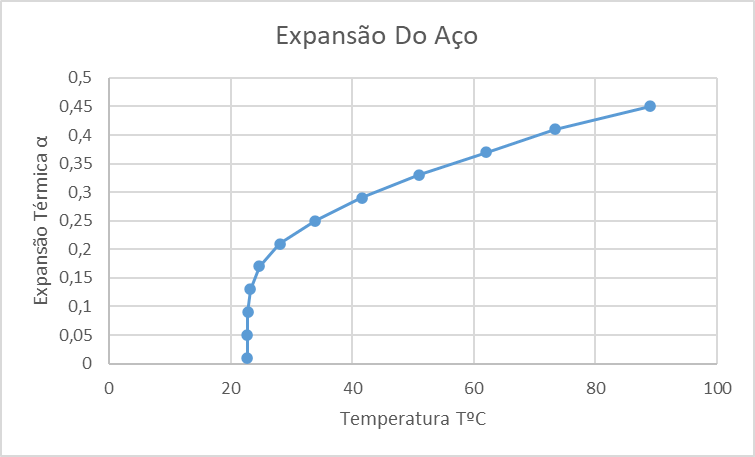 Expansão Do Aço
0,5
0,45
0,4
0,35
0,3
0,25
0,2
0,15
0,1
0,05
0
Expansão Térmica α
0 20 40 60 80 100
Temperatura TºC